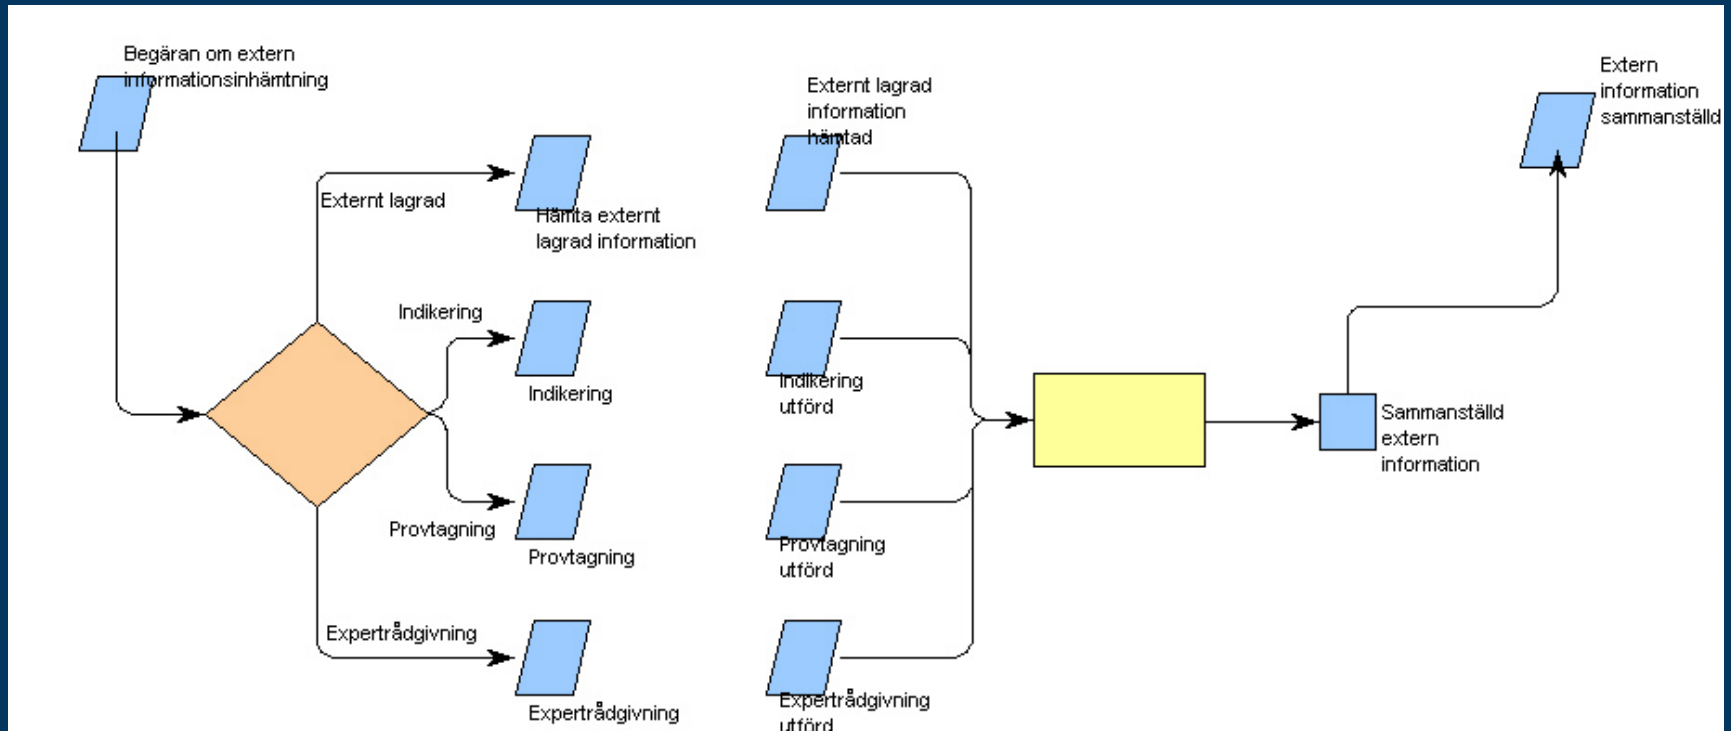 Begäran om extern
informationsinhämtning
Externt lagrad
Hämta externt
lagrad information
Indikering
Indikering
Provtagning
Provtagning
Expertrådgivning
Expertrådgivning
Externt lagrad
information
hämtad
Indikering
utförd
Provtagning
utförd
Expertrådgivning
utförd
Sammanställd
extern
information
Extern
information
sammanställd